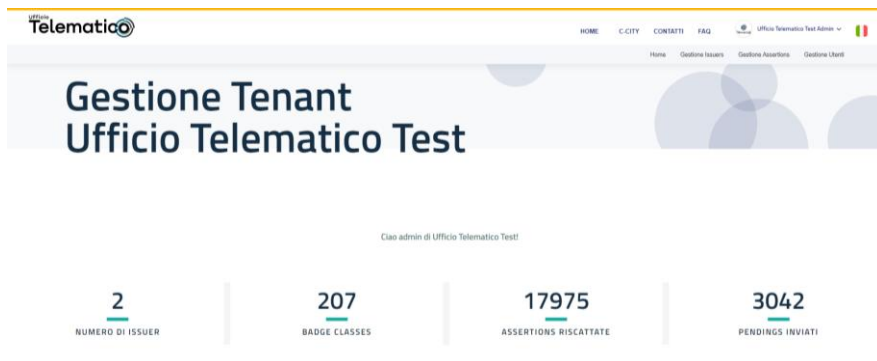 Ufficio
Telematico
HOME C-CITY CONTATTI FAQ Ufficio Telematico Test Admin
Home Gestione Issuers Gestione Assertions Gestione Utenti
Gestione Tenant
Ufficio Telematico Test
Ciao admin di Ufficio Telematico Test!
2 207 17975 3042
NUMERO DI ISSUER BADGE CLASSES ASSERTIONS RISCATTATE PENDINGS INVIATI